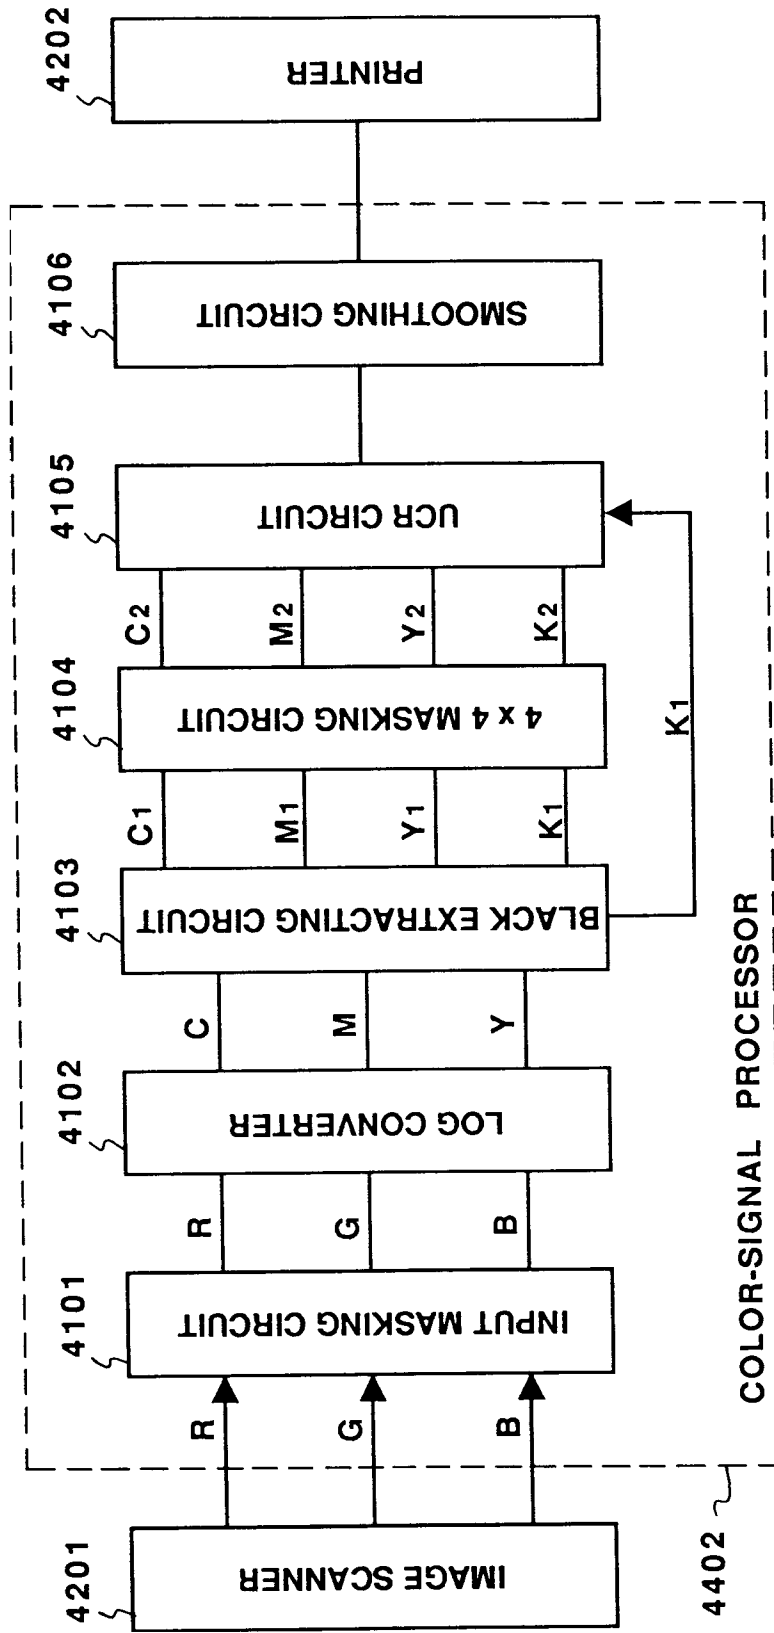 4201
IMAGE SCANNER
R
G
B
4101
INPUT MASKING CIRCUIT
R
G
B
4102
LOG CONVERTER
C
M
Y
4103
BLACK EXTRACTING CIRCUIT
C1
M1
Y1
K1
4104
4 x 4 MASKING CIRCUIT
C2
M2
Y2
K2
K1
4105
UCR CIRCUIT
4106
SMOOTHING CIRCUIT
4202
PRINTER
4402
COLOR-SIGNAL PROCESSOR